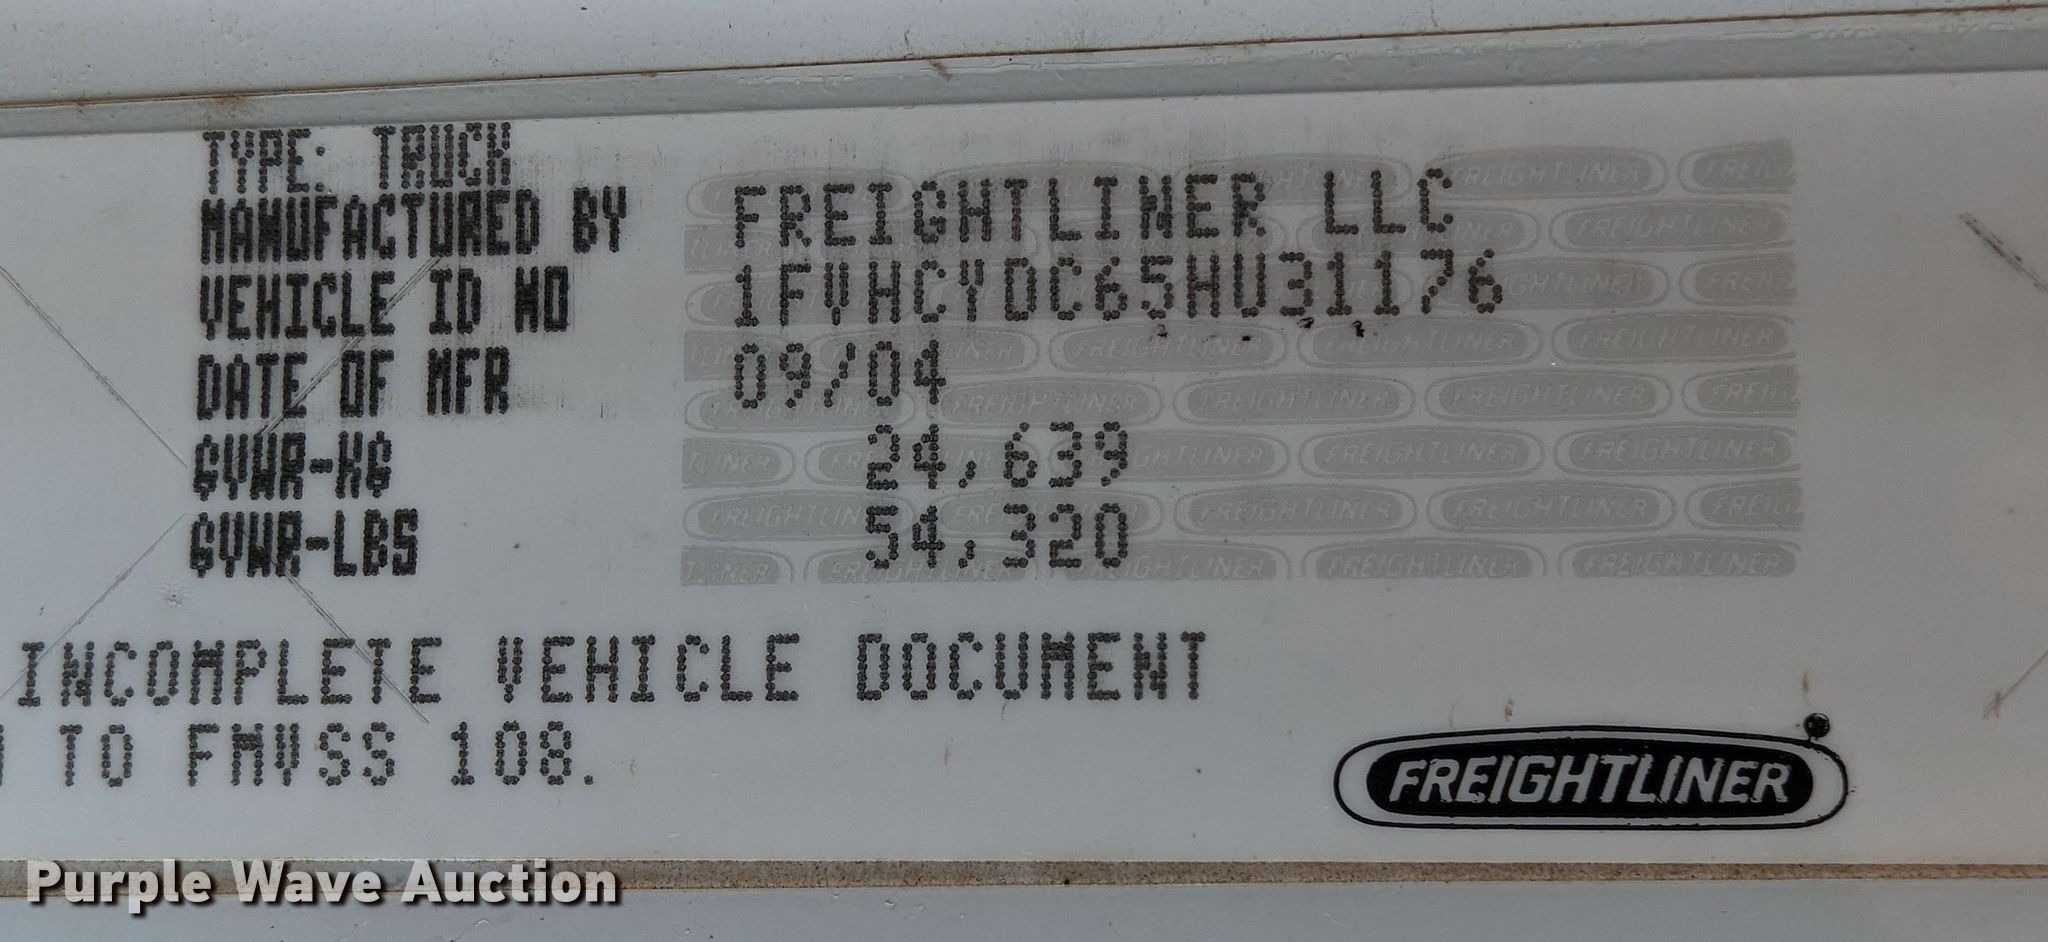 TYPE: TRUCK
MANUFACTURED BY FREIGHTLINER LLC
VEHICLE ID NO 1FVHCYDC65HU31176
DATE OF MFR 09/04
GVWR-KG 24,639
GVWR-LBS 54,320
INCOMPLETE VEHICLE DOCUMENT
TO FMVSS 108.
FREIGHTLINER
Purple Wave Auction